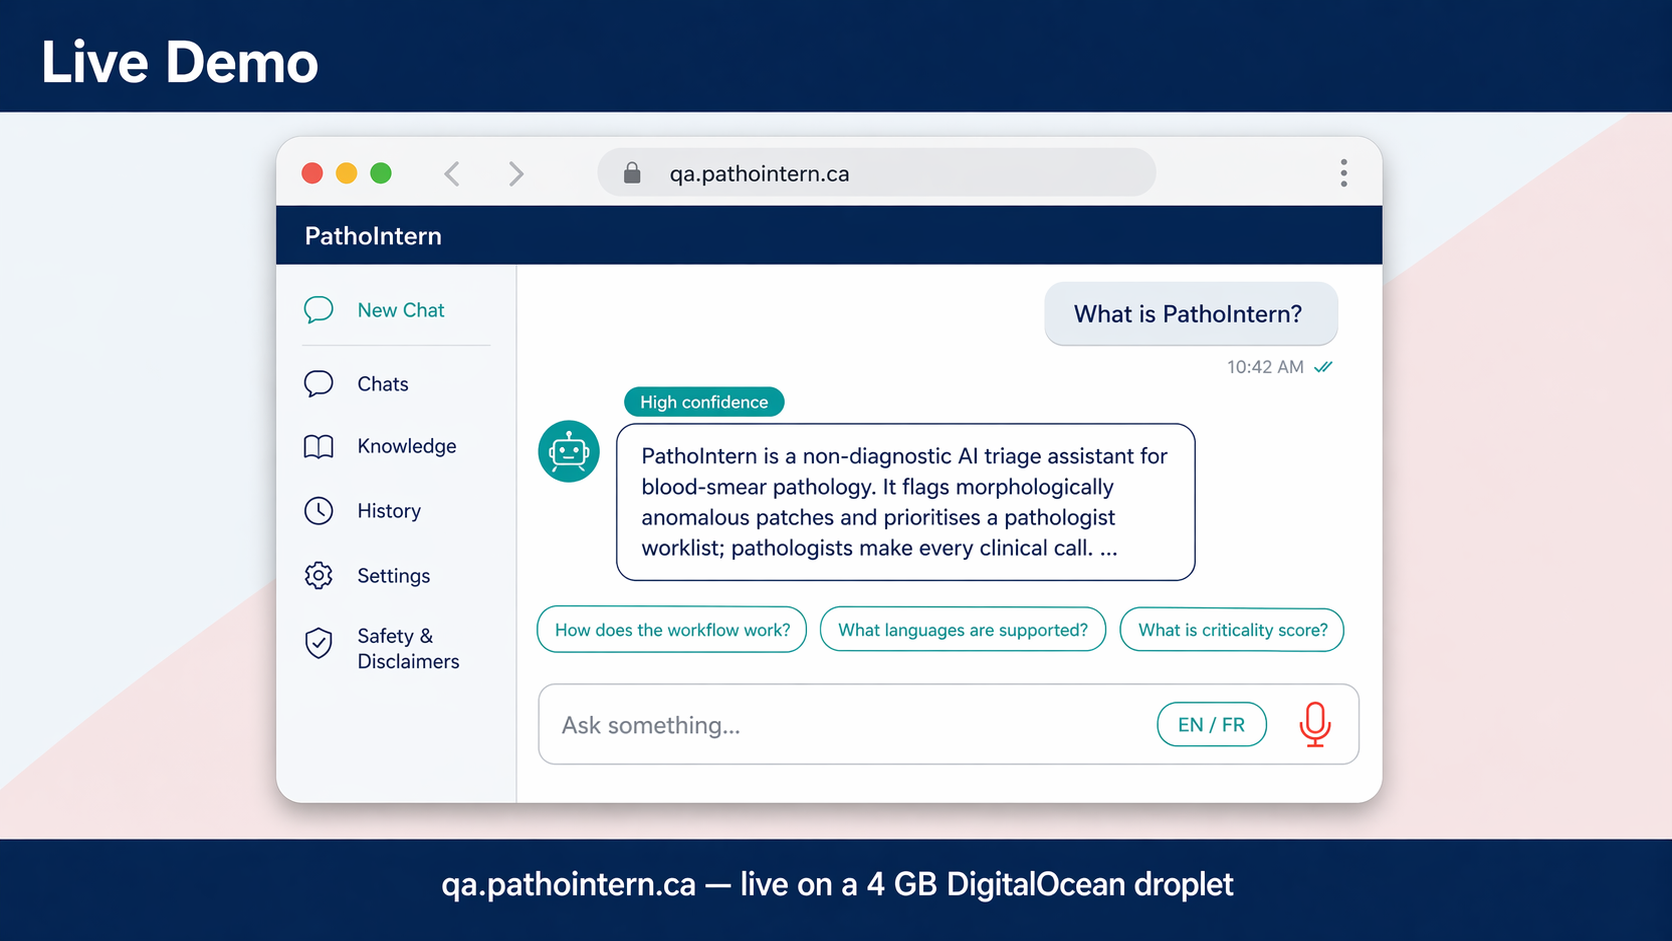 Live Demo
qa.pathointern.ca
PathoIntern
New Chat
Chats
Knowledge
History
Settings
Safety &
Disclaimers
What is PathoIntern?
10:42 AM
High confidence
PathoIntern is a non-diagnostic AI triage assistant for
blood-smear pathology. It flags morphologically
anomalous patches and prioritises a pathologist
worklist; pathologists make every clinical call. ...
How does the workflow work?
What languages are supported?
What is criticality score?
Ask something...
EN / FR
qa.pathointern.ca — live on a 4 GB DigitalOcean droplet